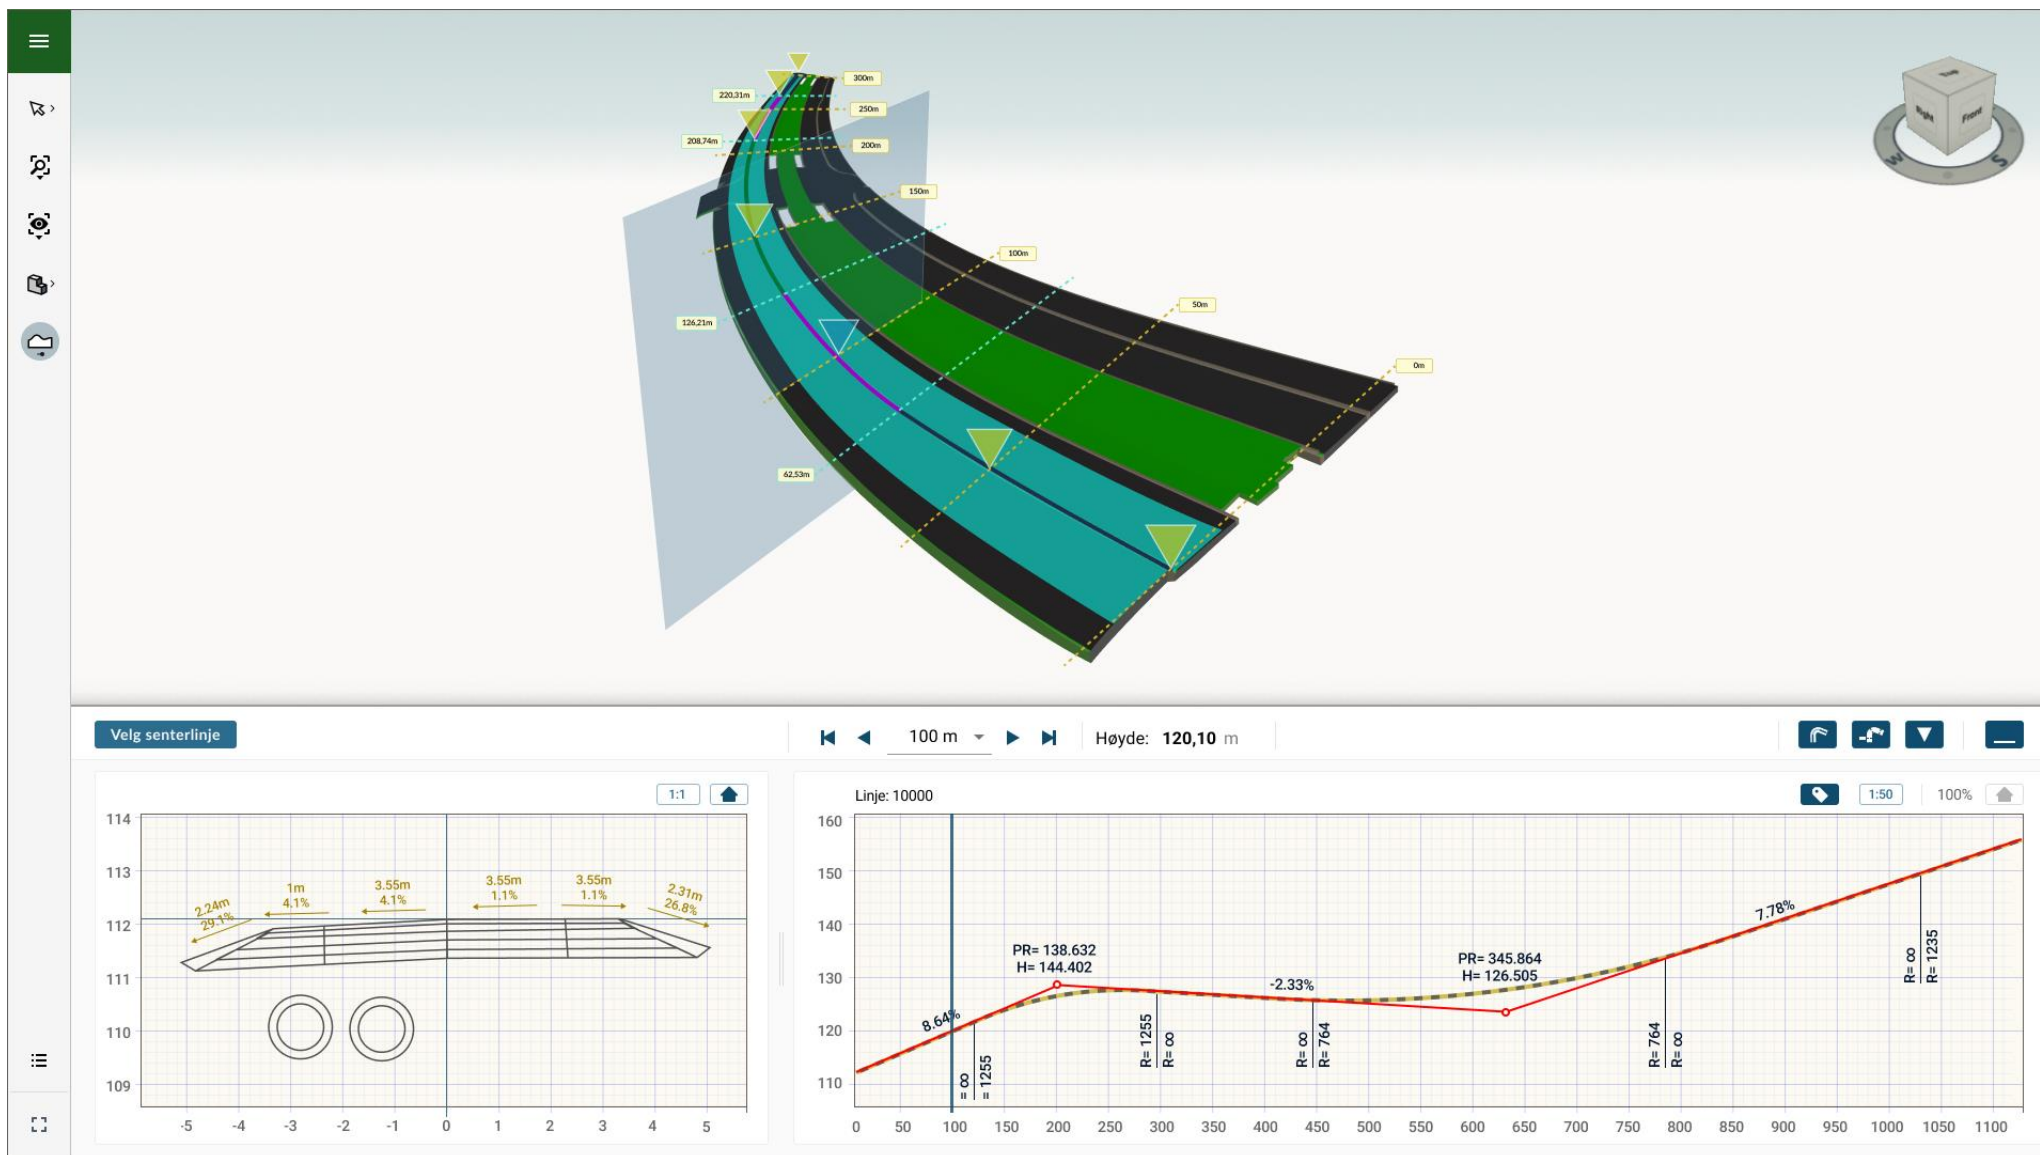 300m
220,31m
250m
208,74m
200m
150m
100m
126,21m
50m
0m
62,53m
Top
Right
Front
W
S
Velg senterlinje
100 m
Høyde: 120,10 m
1:1
114
113
112
111
110
109
2.24m
29.1%
1m
4.1%
3.55m
4.1%
3.55m
1.1%
3.55m
1.1%
2.31m
26.8%
-5 -4 -3 -2 -1 0 1 2 3 4 5
Linje: 10000
1:50
100%
160
150
140
130
120
110
8.64%
PR= 138.632
H= 144.402
-2.33%
PR= 345.864
H= 126.505
7.78%
= ∞
= 1255
R= 1255
R= ∞
R= ∞
R= 764
R= 764
R= ∞
R= ∞
R= 1235
0 50 100 150 200 250 300 350 400 450 500 550 600 650 700 750 800 850 900 950 1000 1050 1100